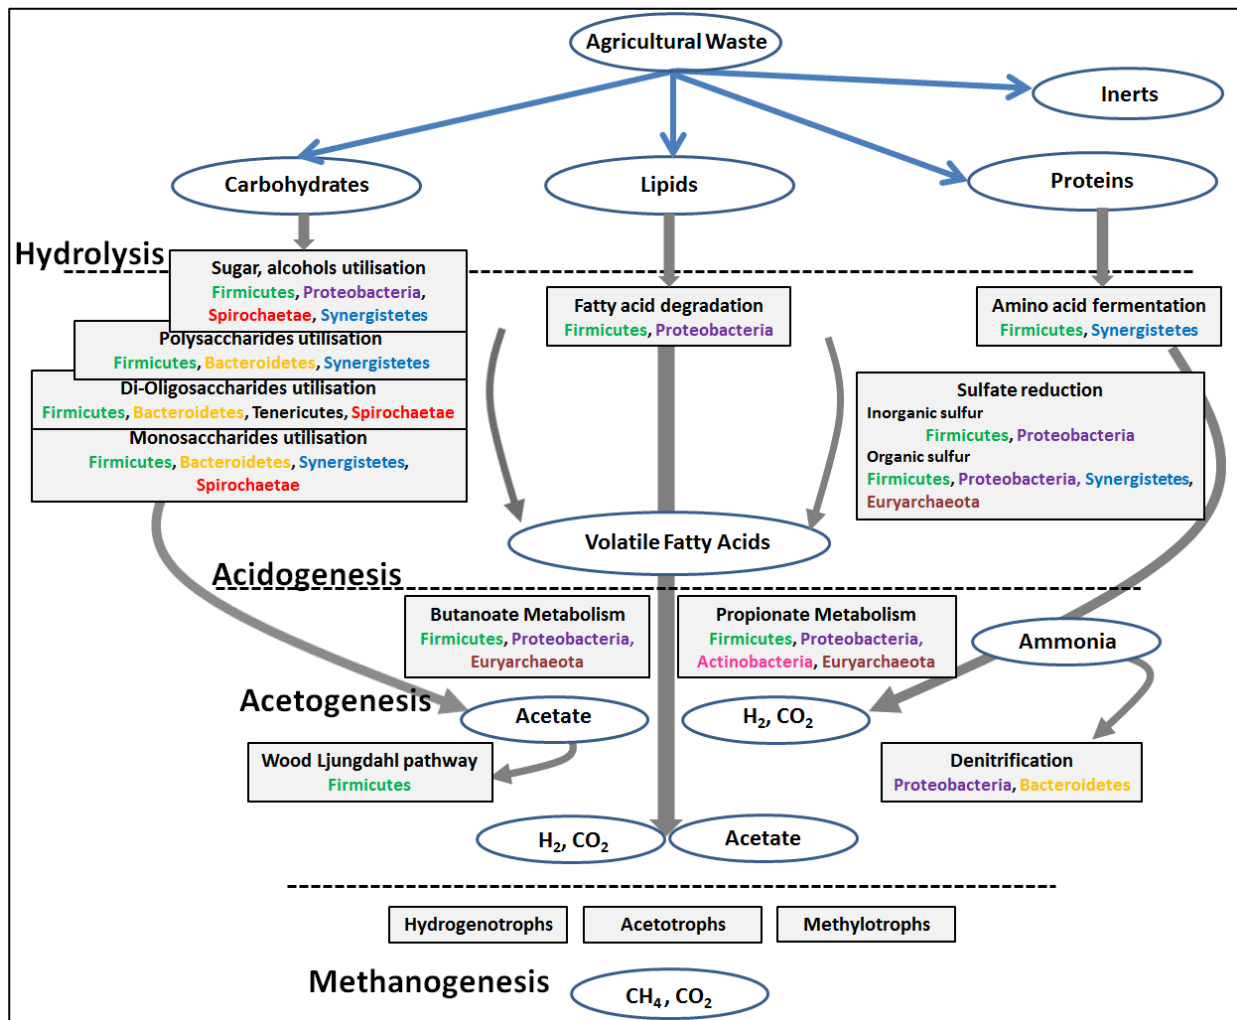 Agricultural Waste
Inerts
Carbohydrates
Lipids
Proteins
Hydrolysis
Sugar, alcohols utilisation
Firmicutes, Proteobacteria,
Spirochaetae, Synergistetes
Polysaccharides utilisation
Firmicutes, Bacteroidetes, Synergistetes
Di-Oligosaccharides utilisation
Firmicutes, Bacteroidetes, Tenericutes, Spirochaetae
Monosaccharides utilisation
Firmicutes, Bacteroidetes, Synergistetes,
Spirochaetae
Fatty acid degradation
Firmicutes, Proteobacteria
Amino acid fermentation
Firmicutes, Synergistetes
Sulfate reduction
Inorganic sulfur
Firmicutes, Proteobacteria
Organic sulfur
Firmicutes, Proteobacteria, Synergistetes,
Euryarchaeota
Volatile Fatty Acids
Acidogenesis
Butanoate Metabolism
Firmicutes, Proteobacteria,
Euryarchaeota
Propionate Metabolism
Firmicutes, Proteobacteria,
Actinobacteria, Euryarchaeota
Ammonia
Acetogenesis
Acetate
H₂, CO₂
Wood Ljungdahl pathway
Firmicutes
Denitrification
Proteobacteria, Bacteroidetes
H₂, CO₂
Acetate
Hydrogenotrophs
Acetotrophs
Methylotrophs
Methanogenesis
CH₄ , CO₂